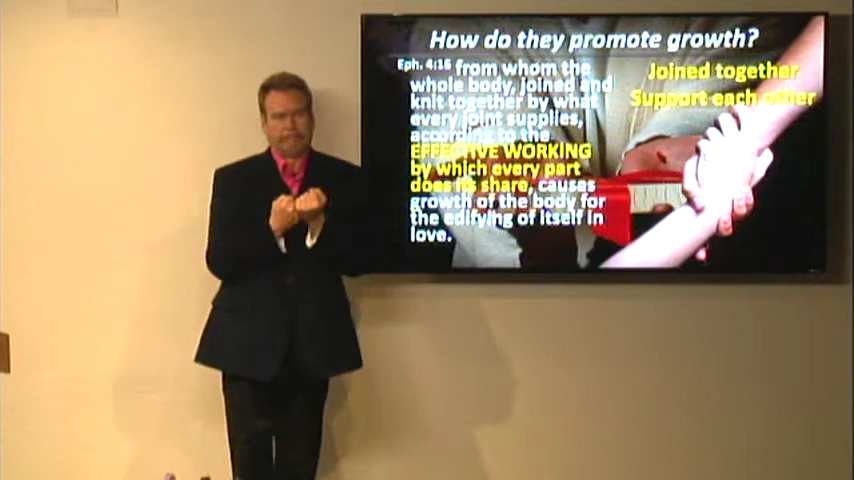 How do they promote growth?
Eph. 4:16 from whom the
whole body, joined and
knit together by what
every joint supplies,
according to the
EFFECTIVE WORKING
by which every part
does its share, causes
growth of the body for
the edifying of itself in
love.
Joined together
Support each other